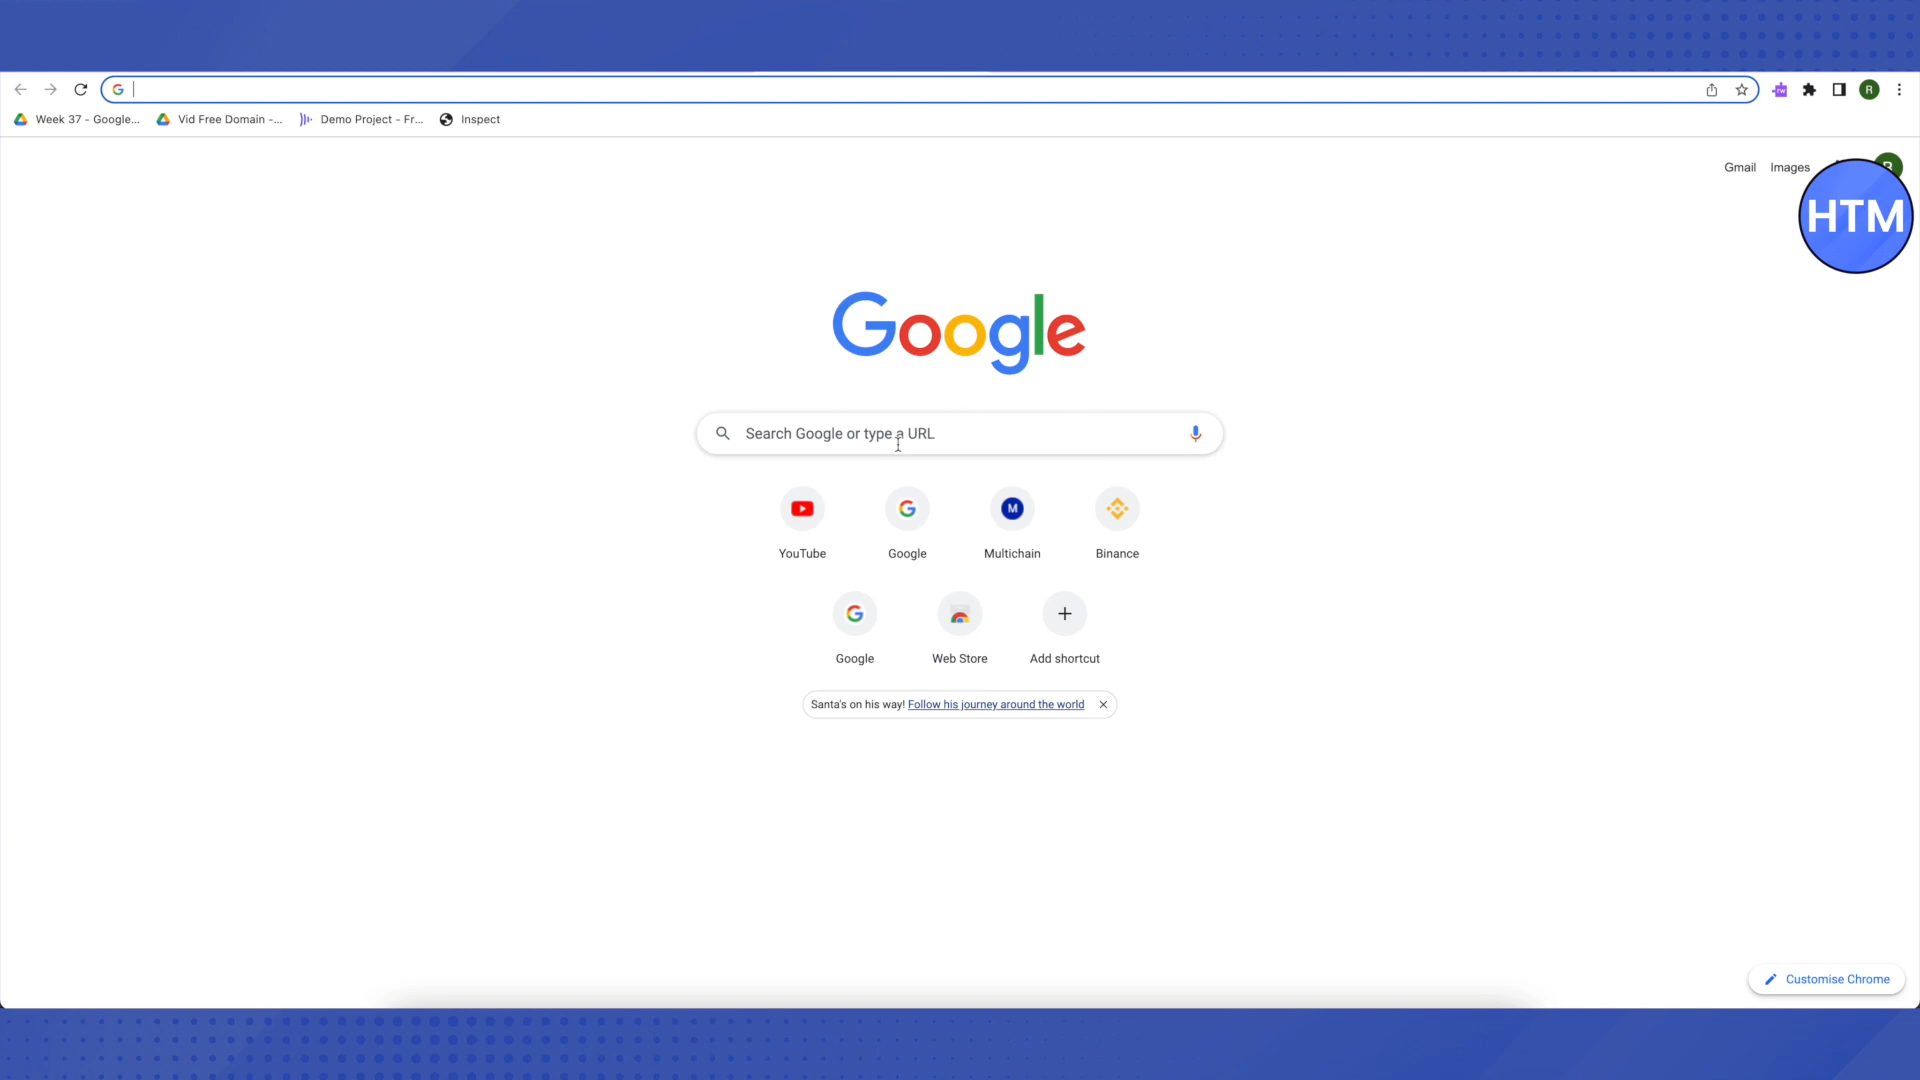 Week 37 - Google...
Vid Free Domain -...
Demo Project - Fr...
Inspect
Gmail
Images
R
HTM
Google
Search Google or type a URL
YouTube
Google
M
Multichain
Binance
Google
Web Store
Add shortcut
Santa's on his way! Follow his journey around the world
Customise Chrome